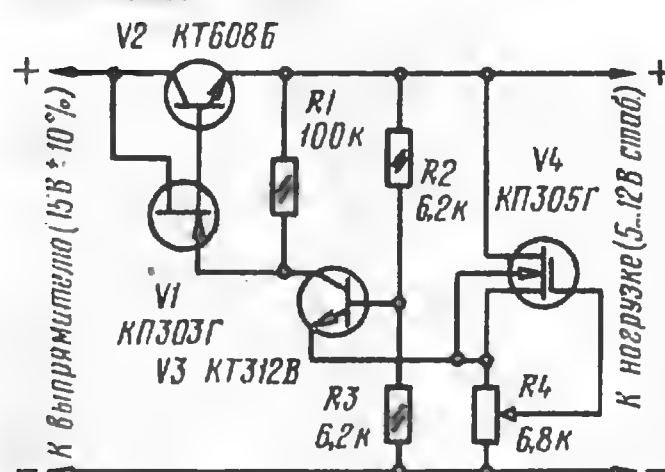 V2 КТ608Б
+
+
К выпрямителю (15В ± 10%)
R1
100к
R2
6,2к
V4
КП305Г
V1
КП303Г
V3 КТ312В
R3
6,2к
R4
6,8к
К нагрузке (5...12В стаб.)
-
-